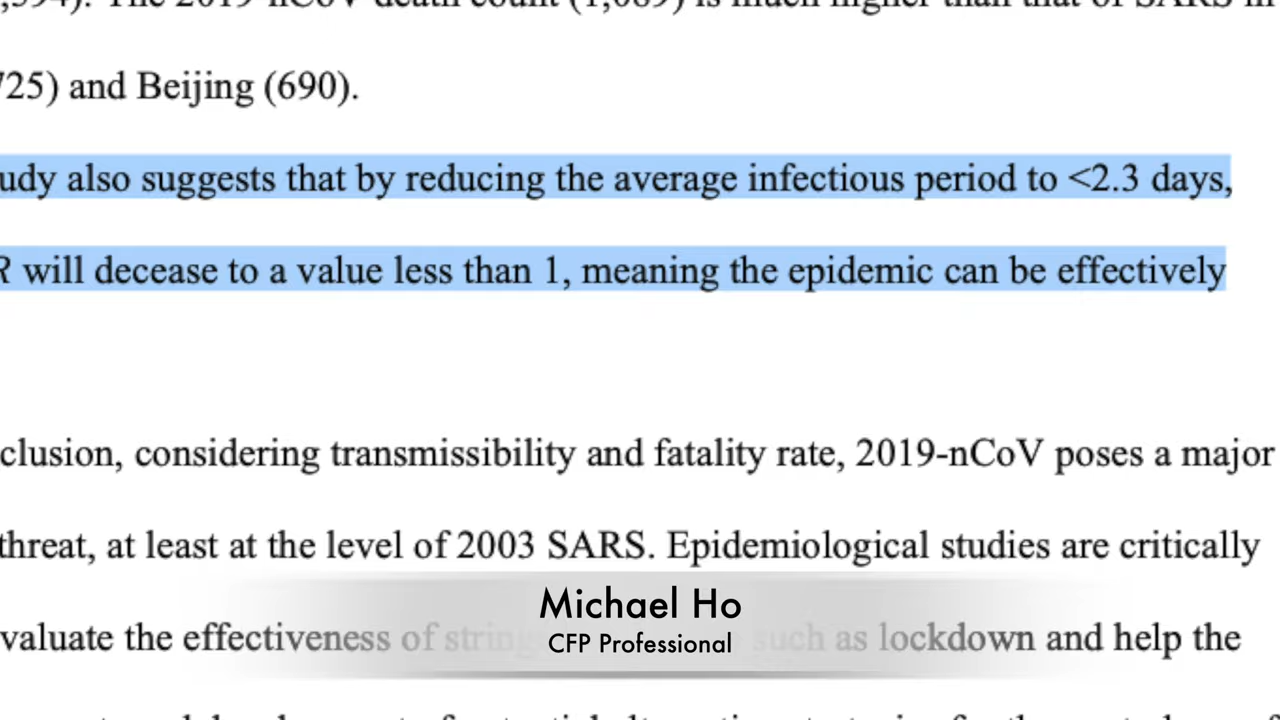 The 2019-nCoV death count (1,089) is much higher than that of SARS in
725) and Beijing (690).
udy also suggests that by reducing the average infectious period to <2.3 days,
R will decease to a value less than 1, meaning the epidemic can be effectively
clusion, considering transmissibility and fatality rate, 2019-nCoV poses a major
threat, at least at the level of 2003 SARS. Epidemiological studies are critically
valuate the effectiveness of such as lockdown and help the
Michael Ho
CFP Professional